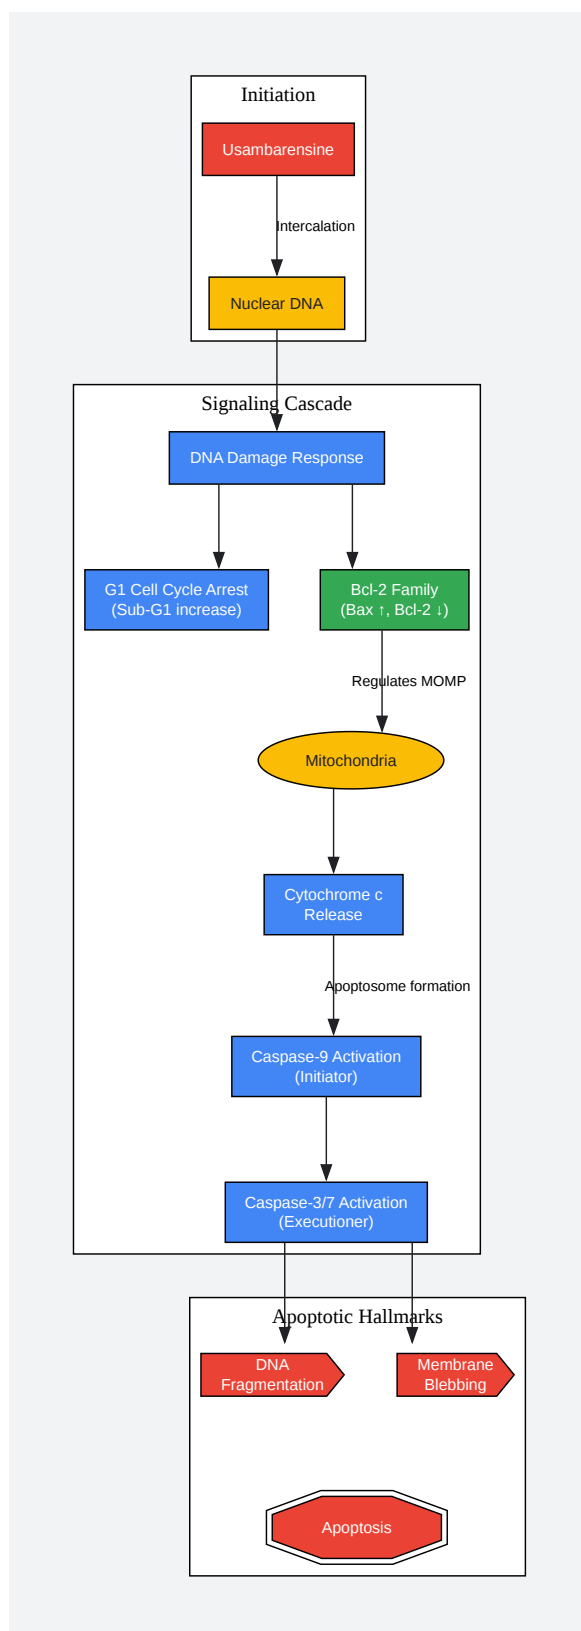 Initiation
Usambarensine
Intercalation
Nuclear DNA
Signaling Cascade
DNA Damage Response
G1 Cell Cycle Arrest
(Sub-G1 increase)
Bcl-2 Family
(Bax ↑, Bcl-2 ↓)
Regulates MOMP
Mitochondria
Cytochrome c
Release
Apoptosome formation
Caspase-9 Activation
(Initiator)
Caspase-3/7 Activation
(Executioner)
Apoptotic Hallmarks
DNA
Fragmentation
Membrane
Blebbing
Apoptosis